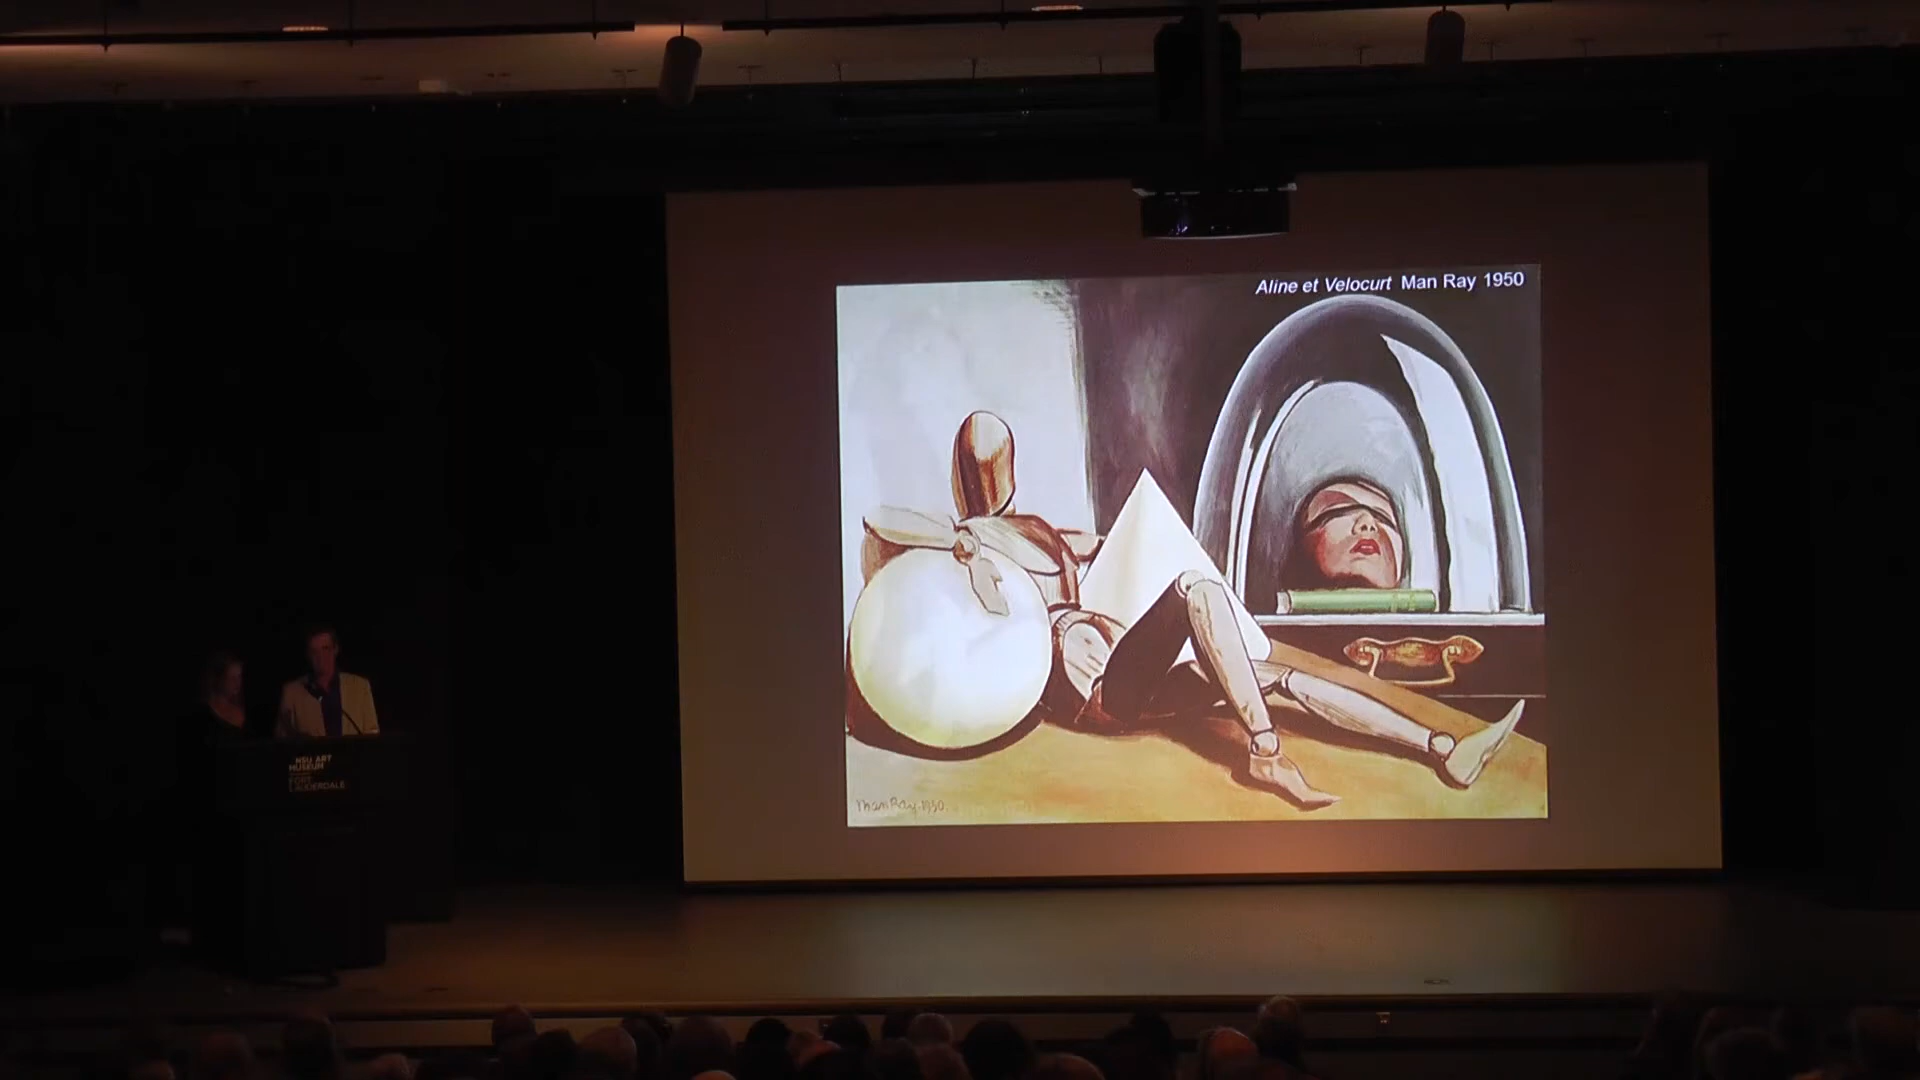 Aline et Velocurt Man Ray 1950
Man Ray. 1950.
NSU ART
MUSEUM
FORT
LAUDERDALE